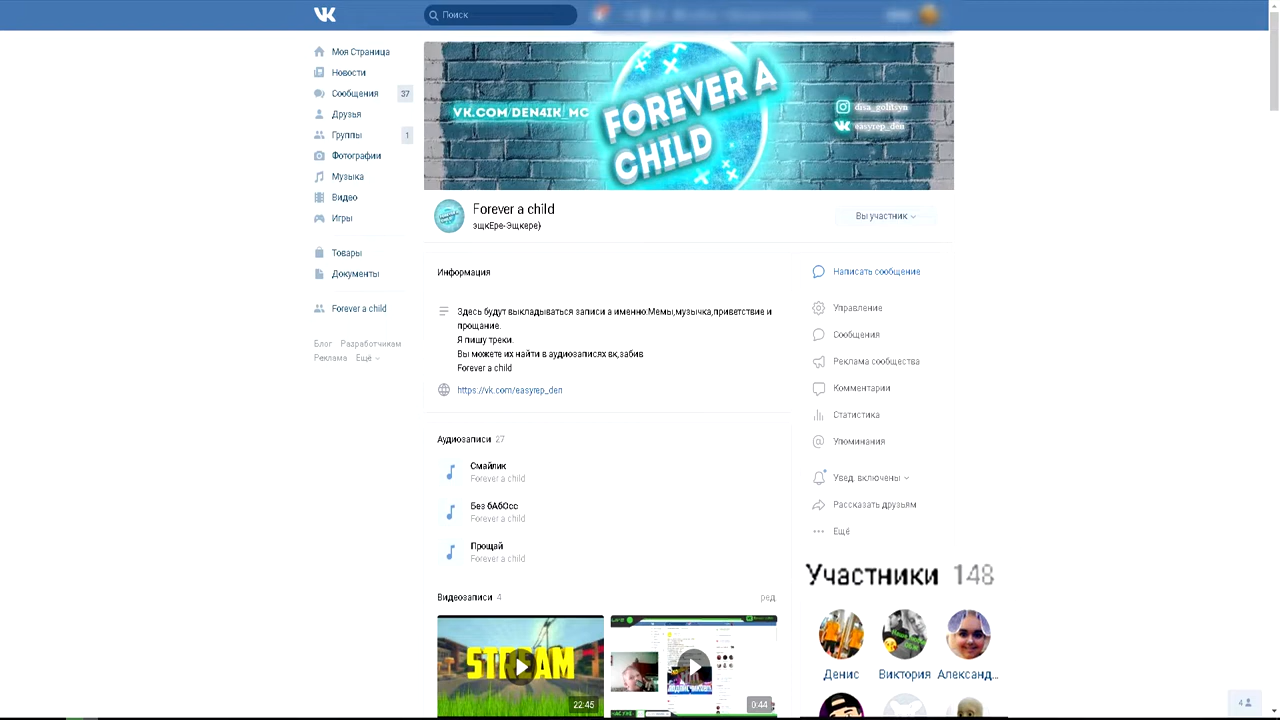 Поиск
Моя Страница
Новости
Сообщения 37
Друзья
Группы 1
Фотографии
Музыка
Видео
Игры
Товары
Документы
Forever a child
Блог Разработчикам
Реклама Ещё
VK.COM/DEN4IK_MC
FOREVER A
CHILD
disa_golitsyn
easyrep_den
Forever a child
эщкЕре-Эщкере}
Вы участник
Информация
Здесь будут выкладываться записи а именно:Мемы,музычка,приветствие и
прощание.
Я пишу треки.
Вы можете их найти в аудиозаписях вк,забив
Forever a child
https://vk.com/easyrep_den
Аудиозаписи 27
Смайлик
Forever a child
Без бАбОсс
Forever a child
Прощай
Forever a child
Видеозаписи 4
ред.
STREAM
22:45
0:44
Написать сообщение
Управление
Сообщения
Реклама сообщества
Комментарии
Статистика
Упоминания
Увед. включены
Рассказать друзьям
Ещё
Участники 148
Денис Виктория Александ...
4